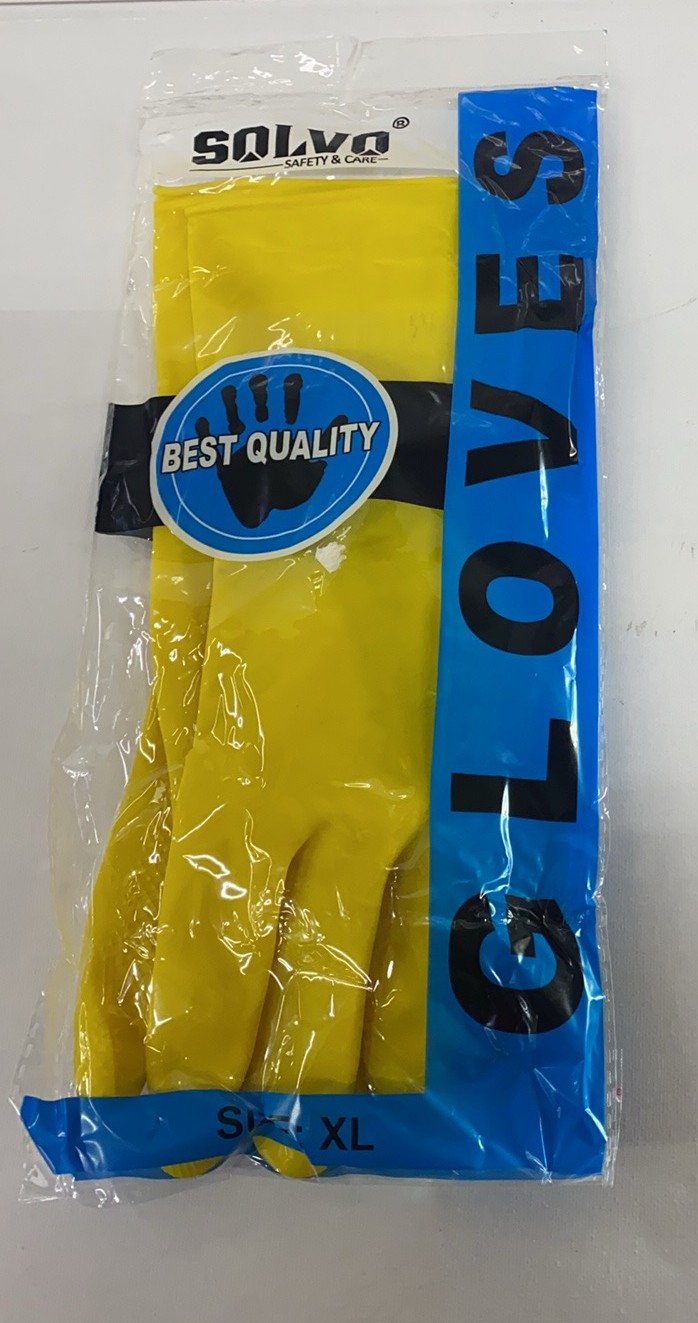 SOLVO®
SAFETY & CARE
BEST QUALITY
GLOVES
XL